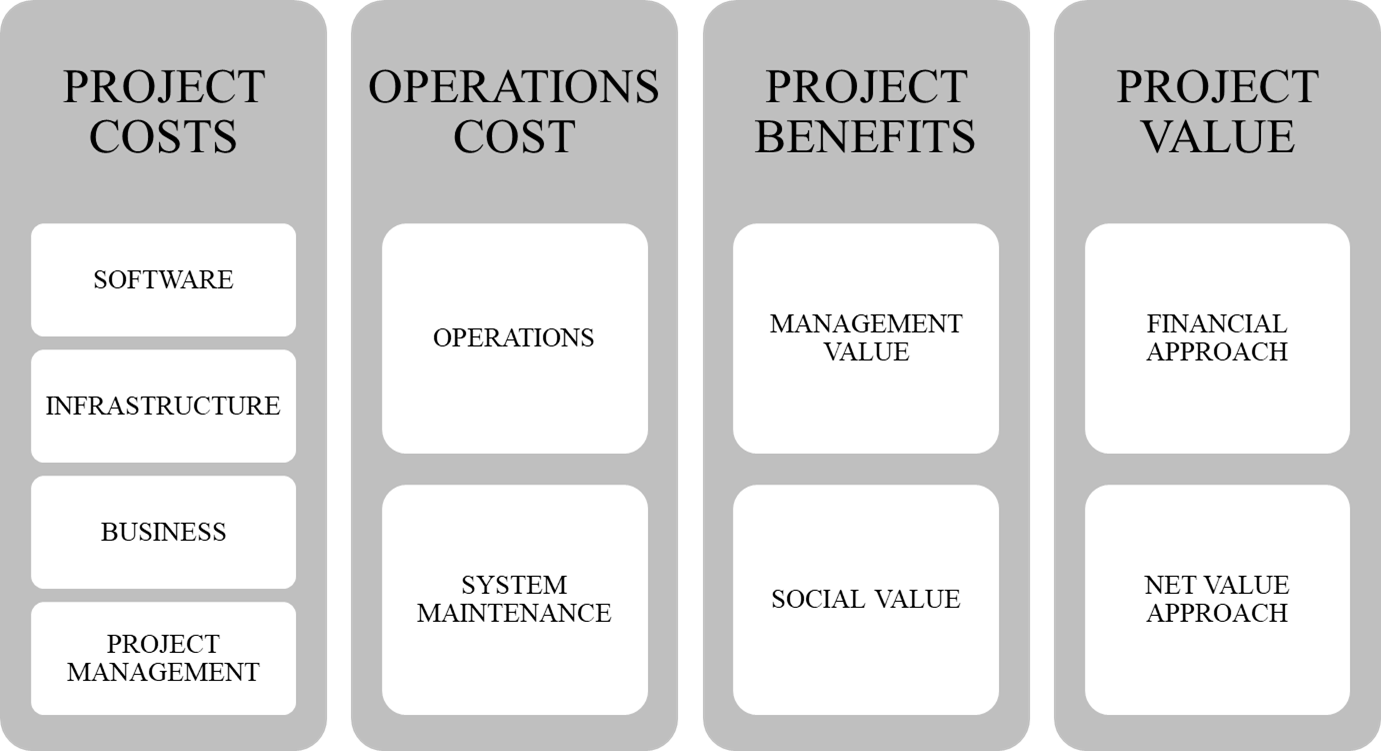 PROJECT
COSTS
SOFTWARE
INFRASTRUCTURE
BUSINESS
PROJECT
MANAGEMENT
OPERATIONS
COST
OPERATIONS
SYSTEM
MAINTENANCE
PROJECT
BENEFITS
MANAGEMENT
VALUE
SOCIAL VALUE
PROJECT
VALUE
FINANCIAL
APPROACH
NET VALUE
APPROACH